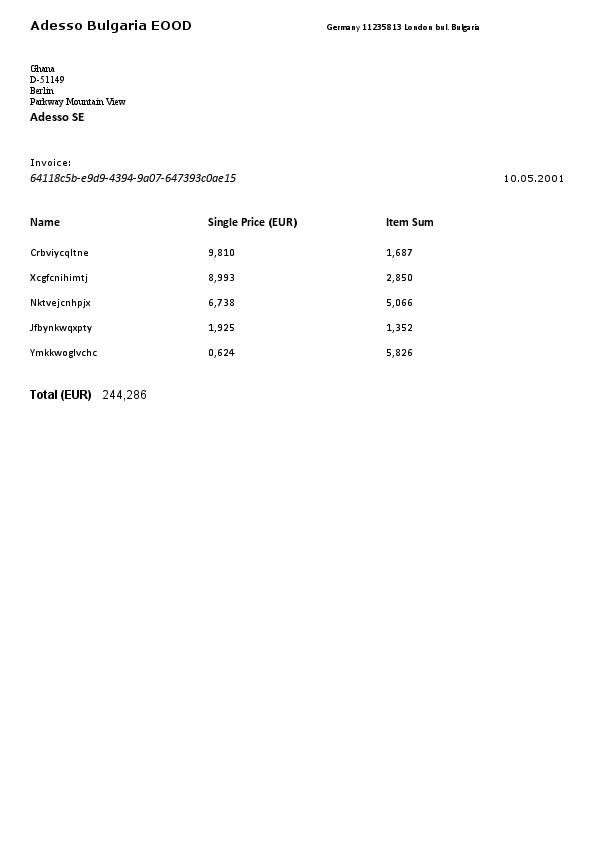 Adesso Bulgaria EOOD Germany 11235813 London bul. Bulgaria
Ghana
D-51149
Berlin
Parkway Mountain View
Adesso SE
Invoice:
64118c5b-e9d9-4394-9a07-647393c0ae15 10.05.2001
Name Single Price (EUR) Item Sum
Crbviycqltne 9,810 1,687
Xcgfcnihimtj 8,993 2,850
Nktvejcnhpjx 6,738 5,066
Jfbynkwqxpty 1,925 1,352
Ymkkwoglvchc 0,624 5,826
Total (EUR) 244,286